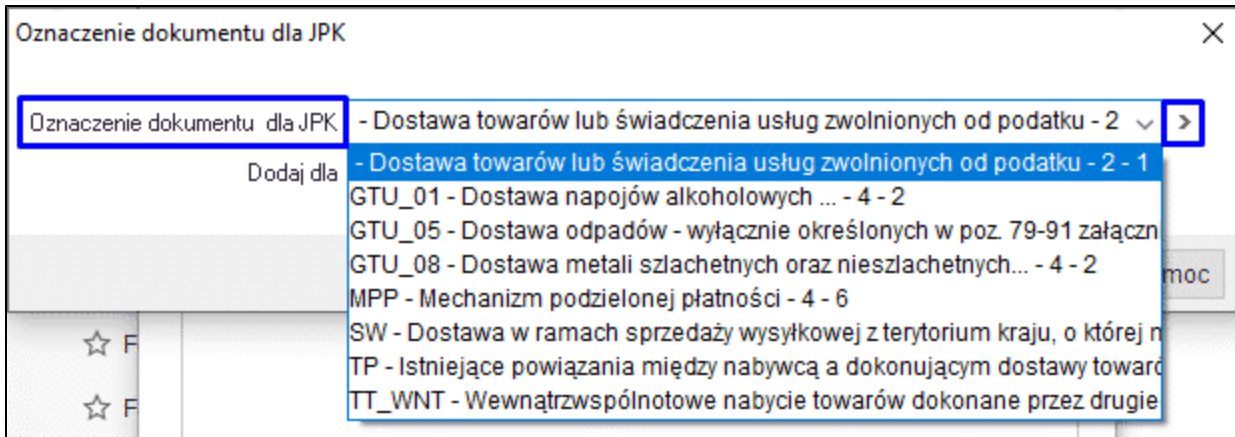 Oznaczenie dokumentu dla JPK
Oznaczenie dokumentu dla JPK - Dostawa towarów lub świadczenia usług zwolnionych od podatku - 2
Dodaj dla - Dostawa towarów lub świadczenia usług zwolnionych od podatku - 2 - 1
GTU_01 - Dostawa napojów alkoholowych ... - 4 - 2
GTU_05 - Dostawa odpadów - wyłącznie określonych w poz. 79-91 załączni
GTU_08 - Dostawa metali szlachetnych oraz nieszlachetnych... - 4 - 2
moc
MPP - Mechanizm podzielonej płatności - 4 - 6
SW - Dostawa w ramach sprzedaży wysyłkowej z terytorium kraju, o której
F
TP - Istniejące powiązania między nabywcą a dokonującym dostawy towaró
TT_WNT - Wewnątrzwspólnotowe nabycie towarów dokonane przez drugie
F